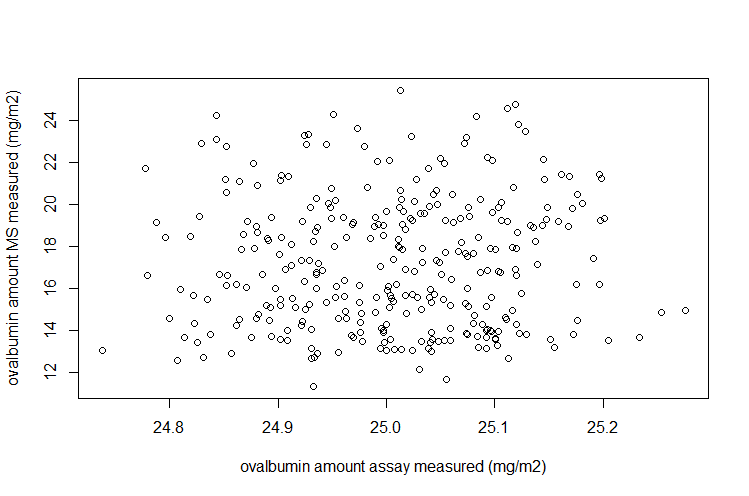 ovalbumin amount MS measured (mg/m2)
24
22
20
18
16
14
12
24.8 24.9 25.0 25.1 25.2
ovalbumin amount assay measured (mg/m2)